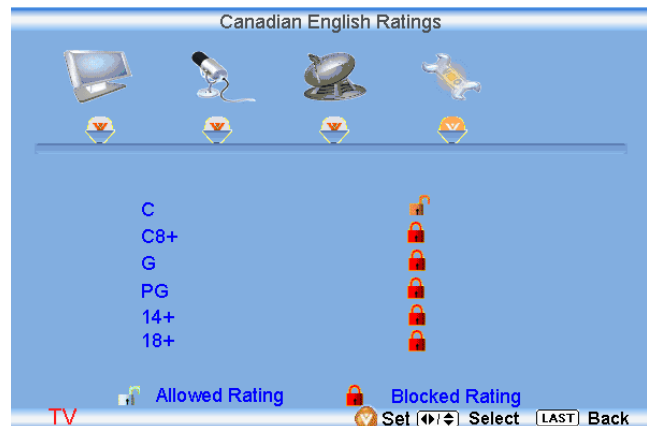 Canadian English Ratings
C
C8+
G
PG
14+
18+
Allowed Rating Blocked Rating
TV Set Select LAST Back